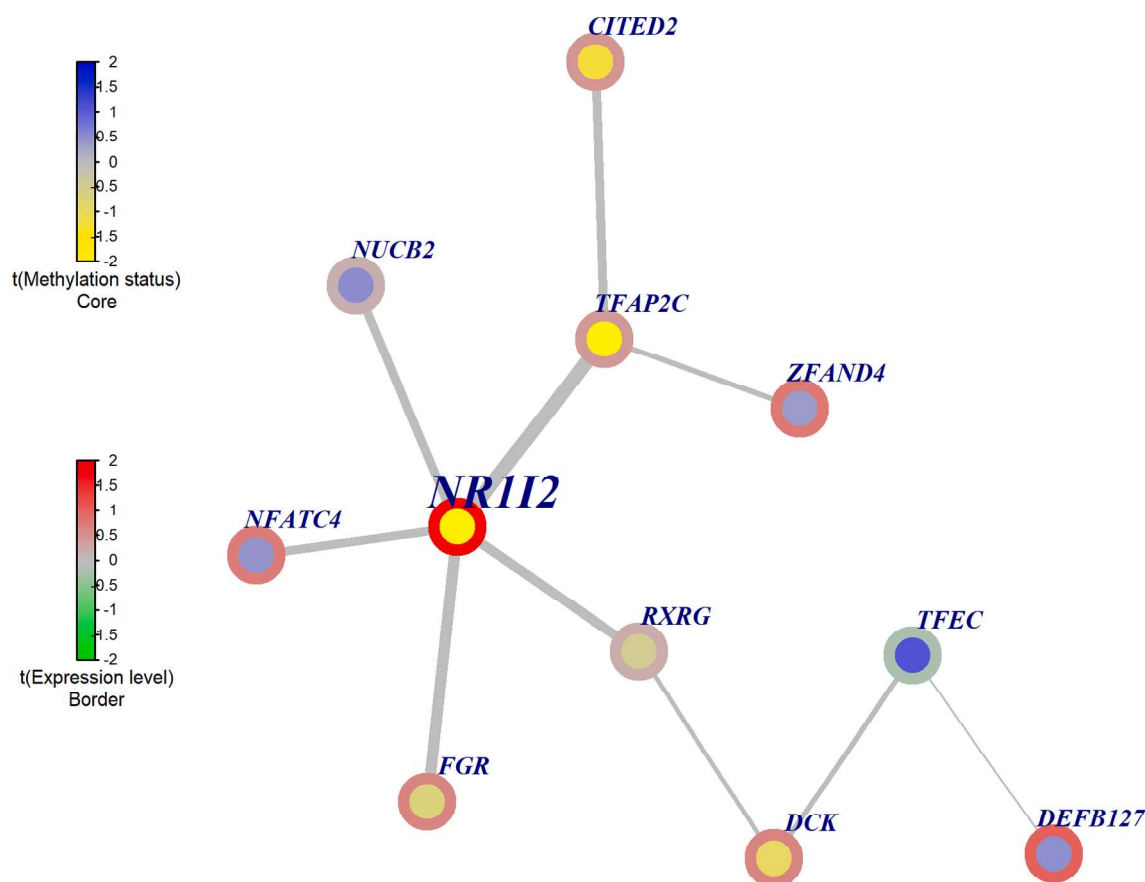 CITED2
2
1.5
1
0.5
0
-0.5
-1
-1.5
-2
t(Methylation status)
Core
NUCB2
TFAP2C
ZFAND4
NR1I2
NFATC4
2
1.5
1
0.5
0
0.5
-1
-1.5
-2
t(Expression level)
Border
RXRG
TFEC
FGR
DCK
DEFB127